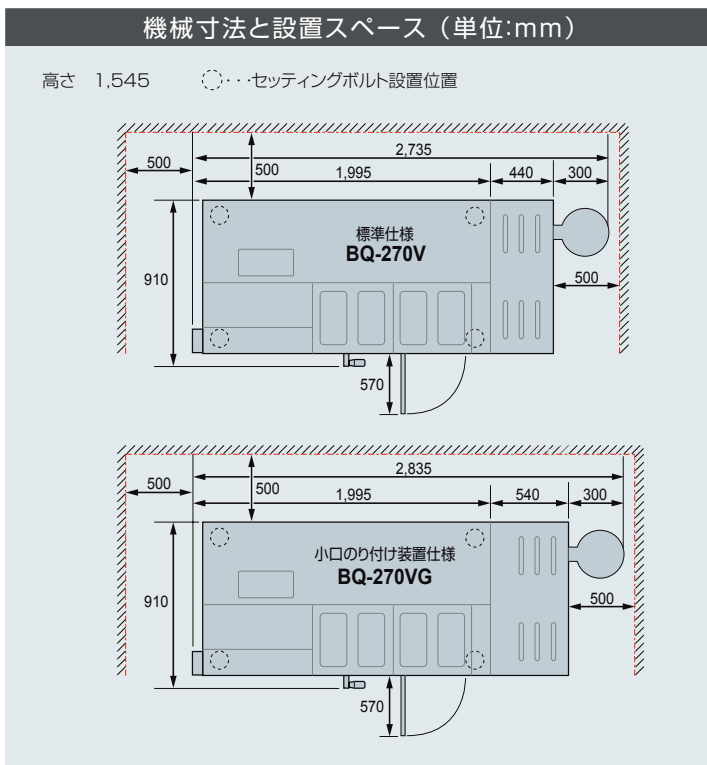 機械寸法と設置スペース（単位:mm）
高さ 1,545 ・・・セッティングボルト設置位置
2,735
500 500 1,995 440 300
標準仕様
BQ-270V
910 500
570
2,835
500 500 1,995 540 300
小口のり付け装置仕様
BQ-270VG
910 500
570